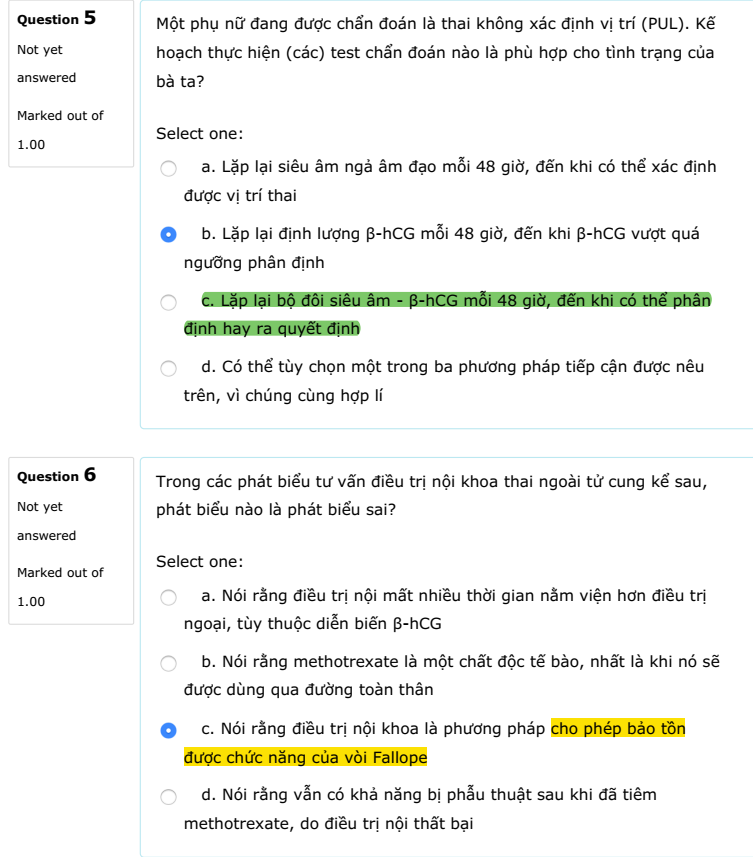 Question 5
Not yet
answered
Marked out of
1.00
Một phụ nữ đang được chẩn đoán là thai không xác định vị trí (PUL). Kế
hoạch thực hiện (các) test chẩn đoán nào là phù hợp cho tình trạng của
bà ta?
Select one:
a. Lặp lại siêu âm ngả âm đạo mỗi 48 giờ, đến khi có thể xác định
được vị trí thai
b. Lặp lại định lượng β-hCG mỗi 48 giờ, đến khi β-hCG vượt quá
ngưỡng phân định
c. Lặp lại bộ đôi siêu âm - β-hCG mỗi 48 giờ, đến khi có thể phân
định hay ra quyết định
d. Có thể tùy chọn một trong ba phương pháp tiếp cận được nêu
trên, vì chúng cùng hợp lí
Question 6
Not yet
answered
Marked out of
1.00
Trong các phát biểu tư vấn điều trị nội khoa thai ngoài tử cung kể sau,
phát biểu nào là phát biểu sai?
Select one:
a. Nói rằng điều trị nội mất nhiều thời gian nằm viện hơn điều trị
ngoại, tùy thuộc diễn biến β-hCG
b. Nói rằng methotrexate là một chất độc tế bào, nhất là khi nó sẽ
được dùng qua đường toàn thân
c. Nói rằng điều trị nội khoa là phương pháp cho phép bảo tồn
được chức năng của vòi Fallope
d. Nói rằng vẫn có khả năng bị phẫu thuật sau khi đã tiêm
methotrexate, do điều trị nội thất bại